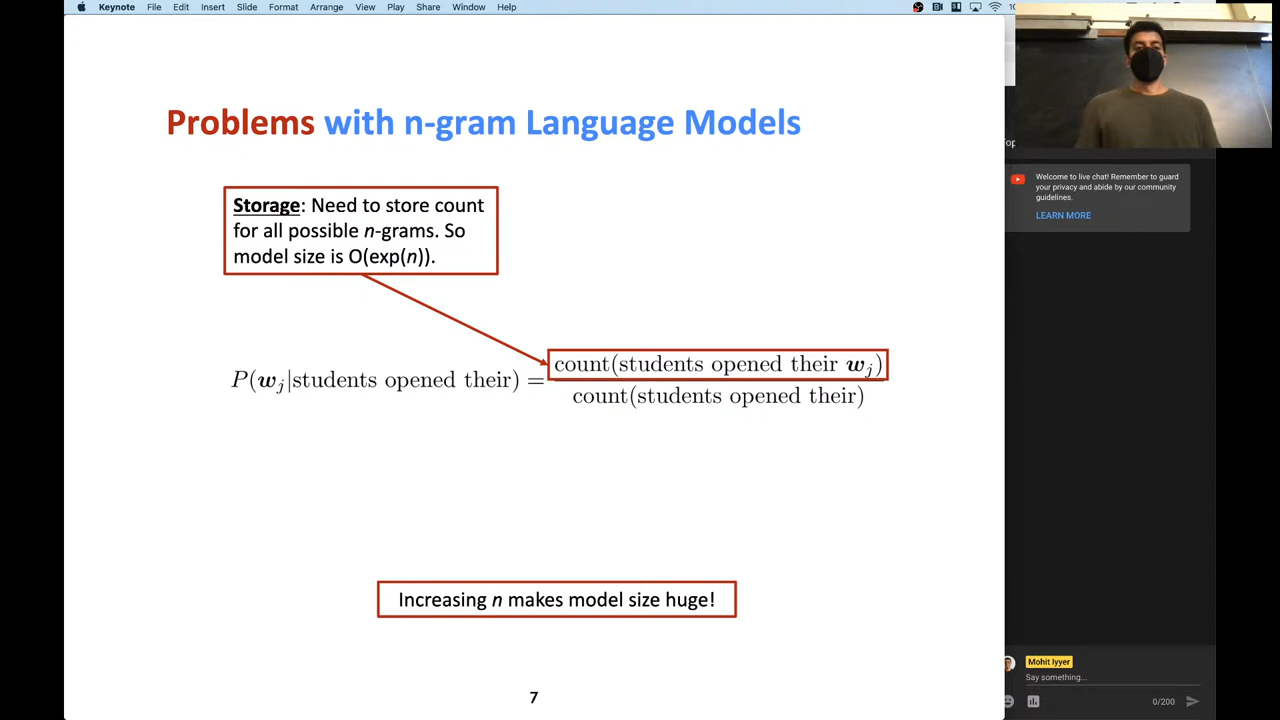 Keynote File Edit Insert Slide Format Arrange View Play Share Window Help
Problems with n-gram Language Models
Storage: Need to store count
for all possible n-grams. So
model size is O(exp(n)).
P(w_j|students opened their) = count(students opened their w_j)
count(students opened their)
Increasing n makes model size huge!
7
Welcome to live chat! Remember to guard
your privacy and abide by our community
guidelines.
LEARN MORE
Mohit Iyyer
Say something...
0/200